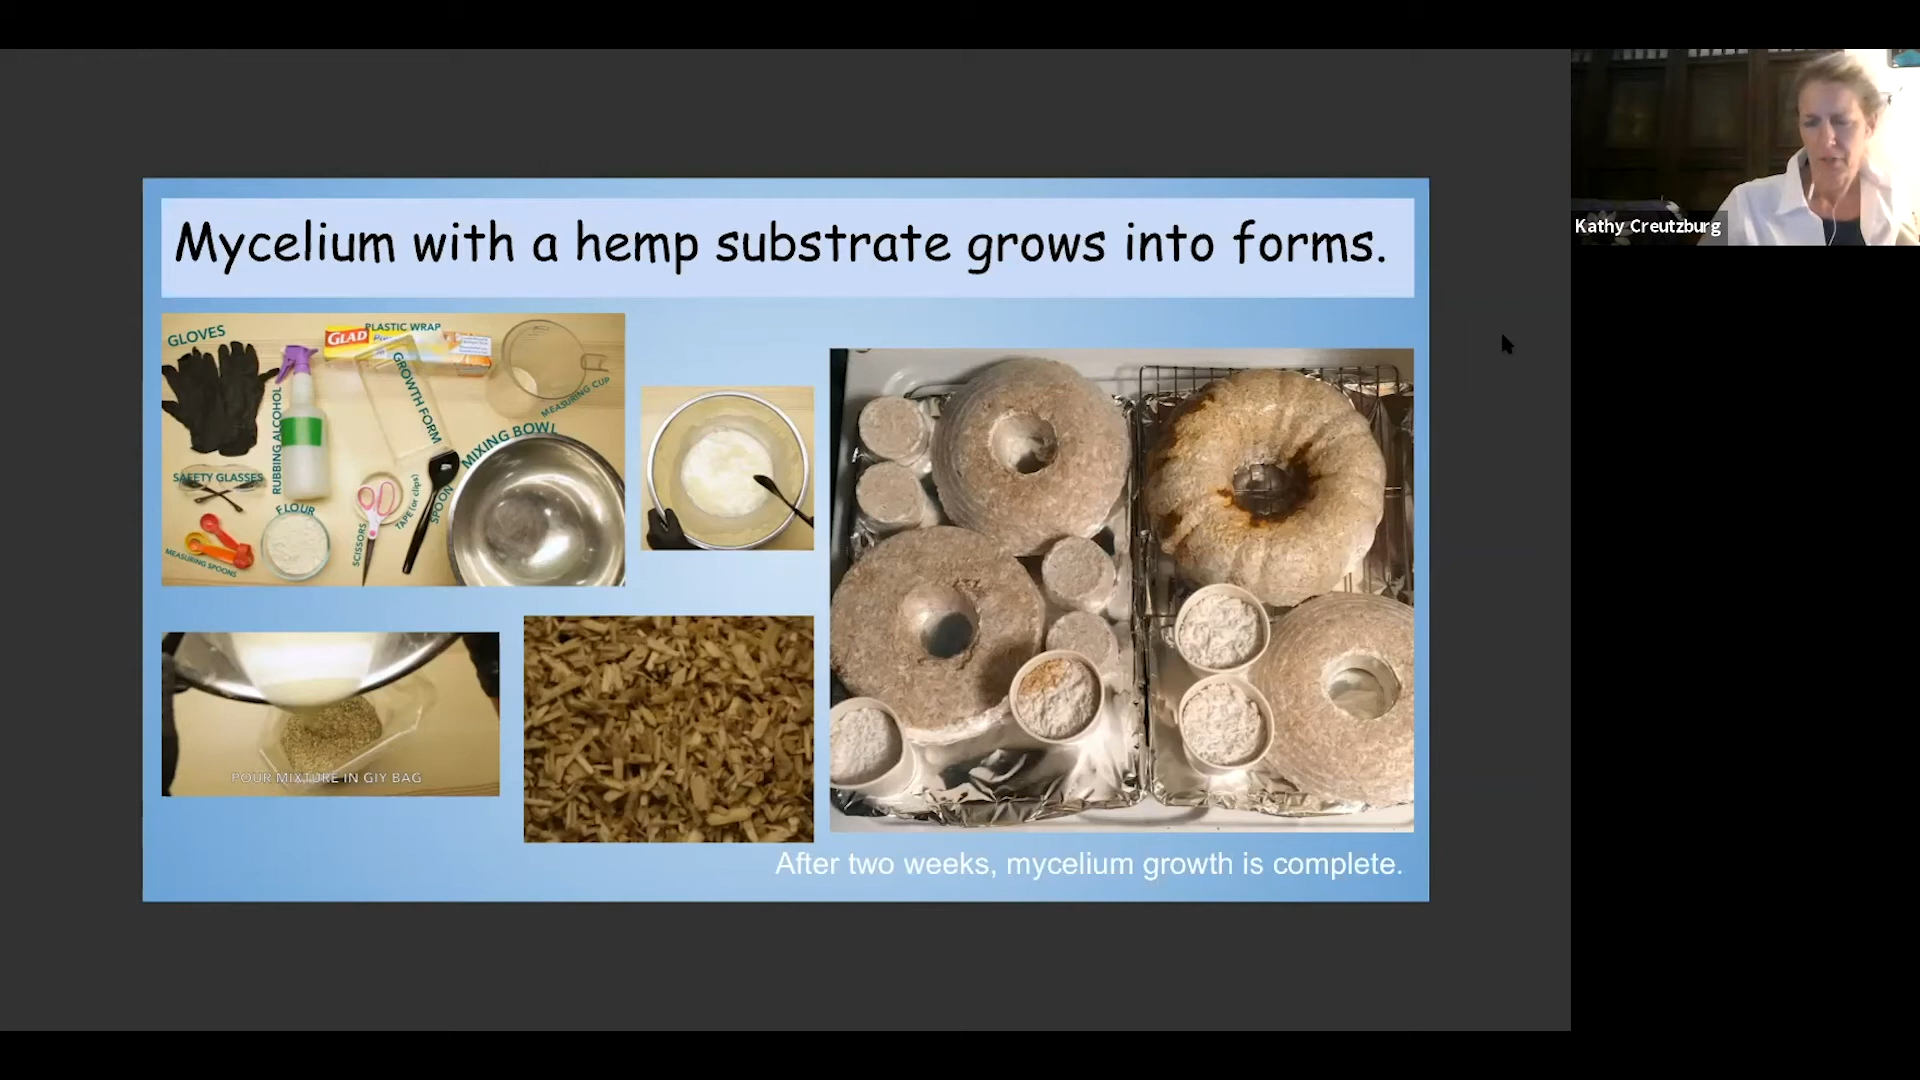 Mycelium with a hemp substrate grows into forms.
GLOVES
PLASTIC WRAP
GLAD
GROWTH FORM
MEASURING CUP
RUBBING ALCOHOL
MIXING BOWL
SAFETY GLASSES
FLOUR
SCISSORS
TAPE (or clips)
SPOON
MEASURING SPOONS
POUR MIXTURE IN GIY BAG
After two weeks, mycelium growth is complete.
Kathy Creutzburg